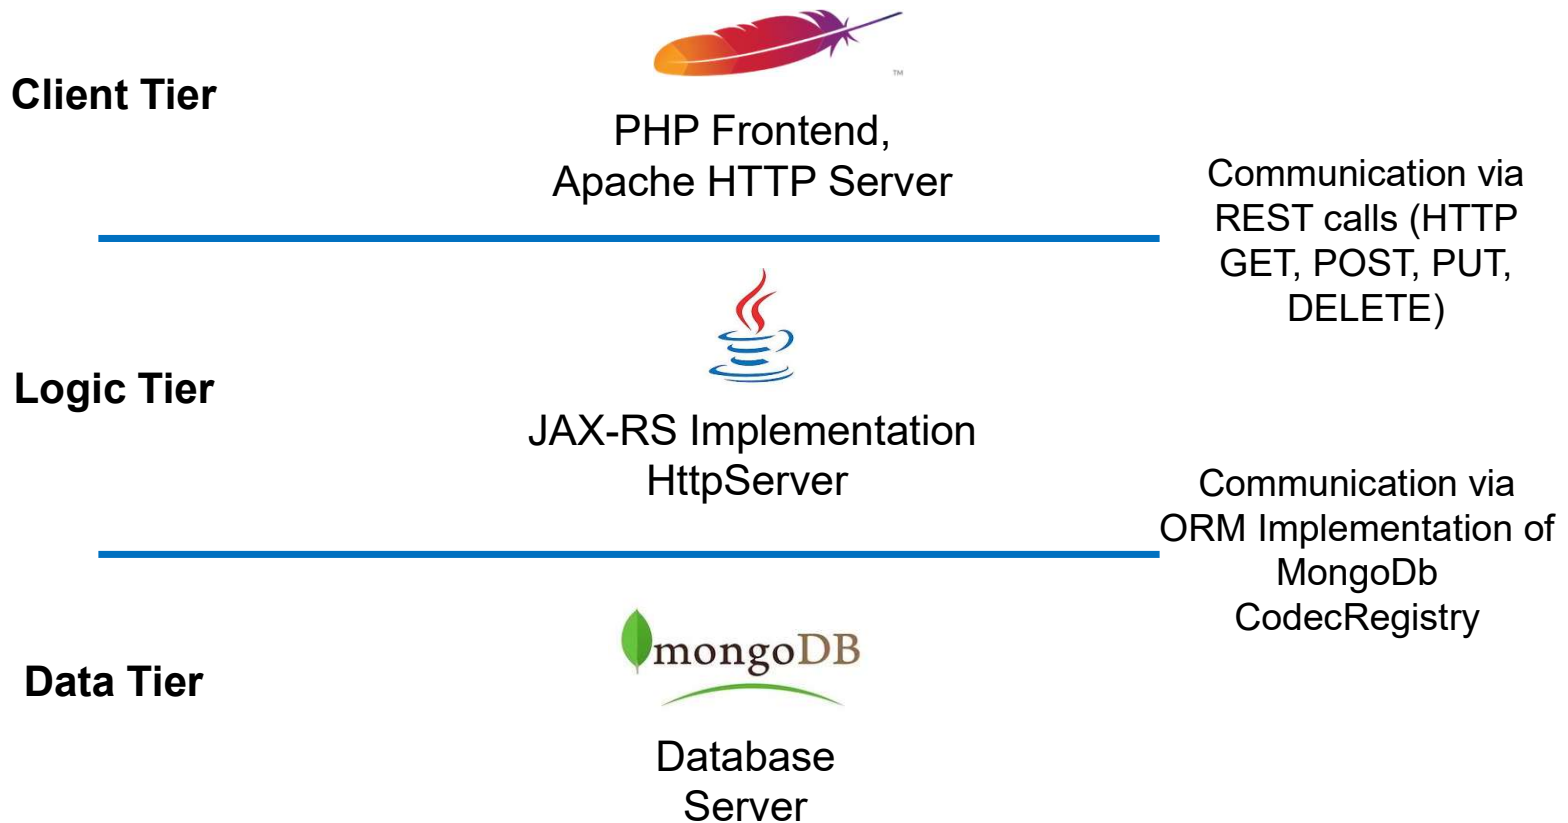 TM
Client Tier
PHP Frontend,
Apache HTTP Server
Communication via
REST calls (HTTP
GET, POST, PUT,
DELETE)
Logic Tier
JAX-RS Implementation
HttpServer
Communication via
ORM Implementation of
MongoDb
CodecRegistry
mongoDB
Data Tier
Database
Server